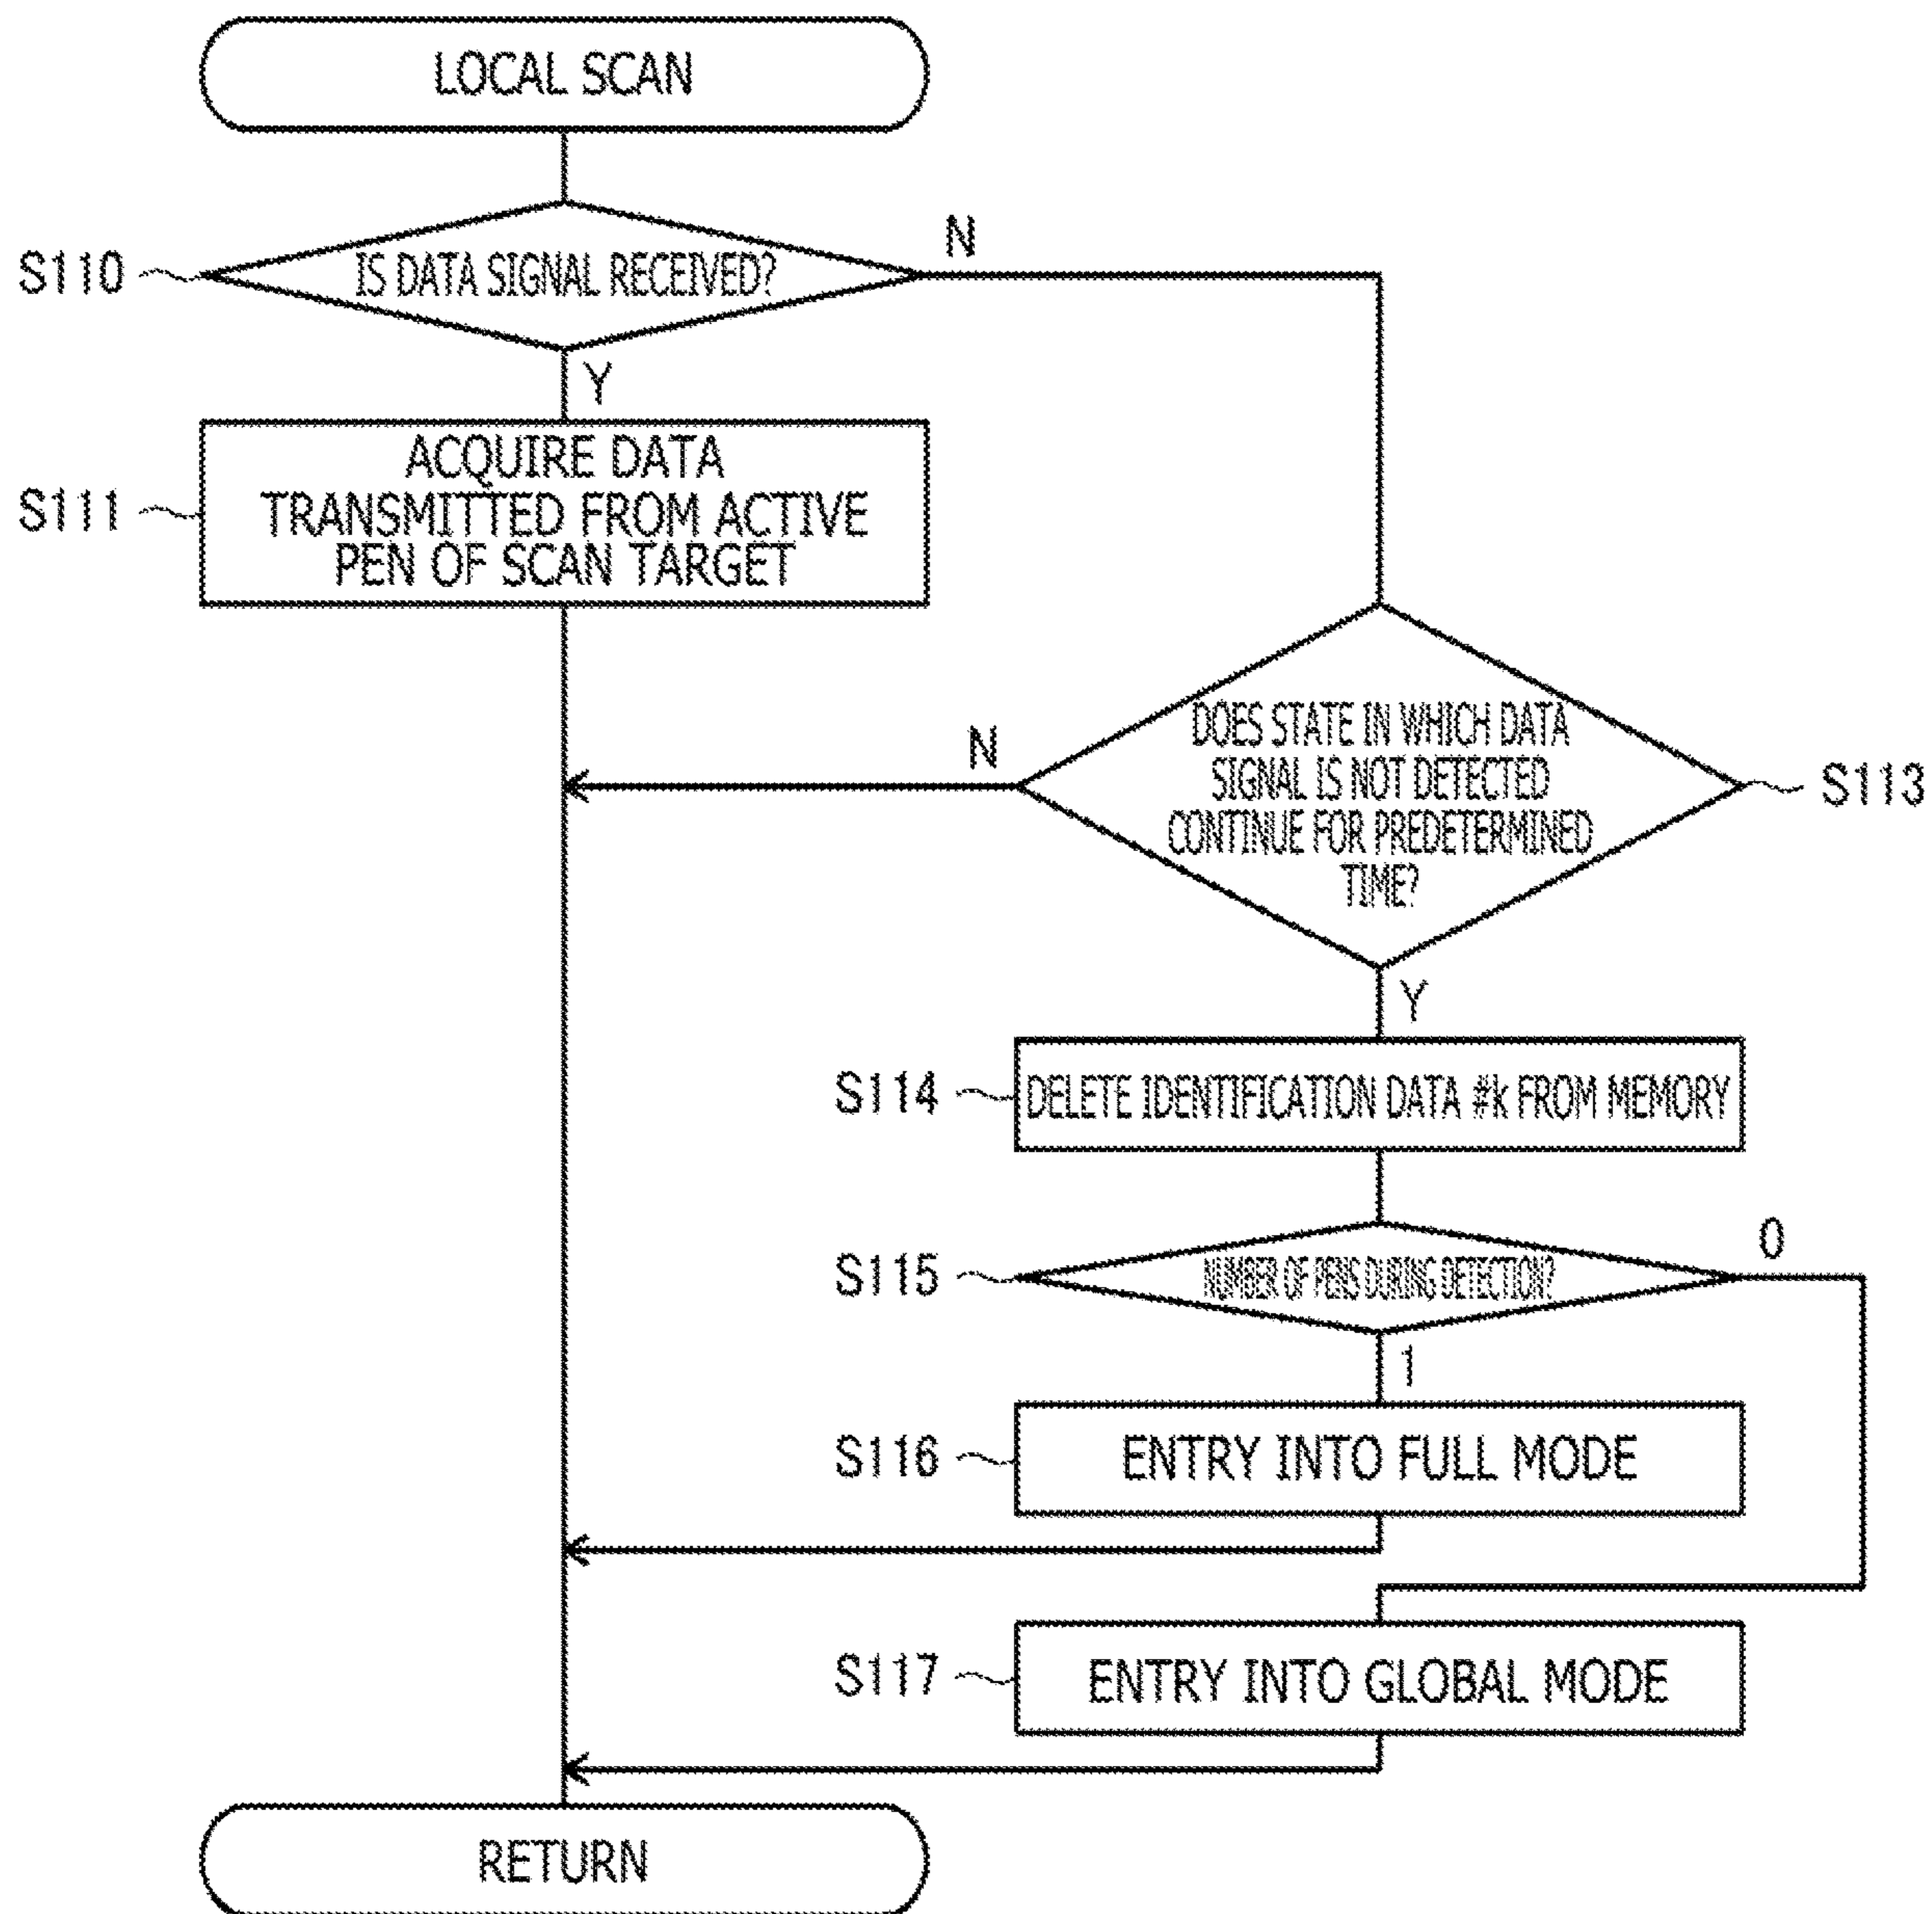 LOCAL SCAN
N
S110
IS DATA SIGNAL RECEIVED?
Y
S111
ACQUIRE DATA
TRANSMITTED FROM ACTIVE
PEN OF SCAN TARGET
N
DOES STATE IN WHICH DATA
SIGNAL IS NOT DETECTED
CONTINUE FOR PREDETERMINED
TIME?
S113
Y
S114
DELETE IDENTIFICATION DATA #k FROM MEMORY
0
S115
NUMBER OF PENS DURING DETECTION?
1
S116
ENTRY INTO FULL MODE
S117
ENTRY INTO GLOBAL MODE
RETURN